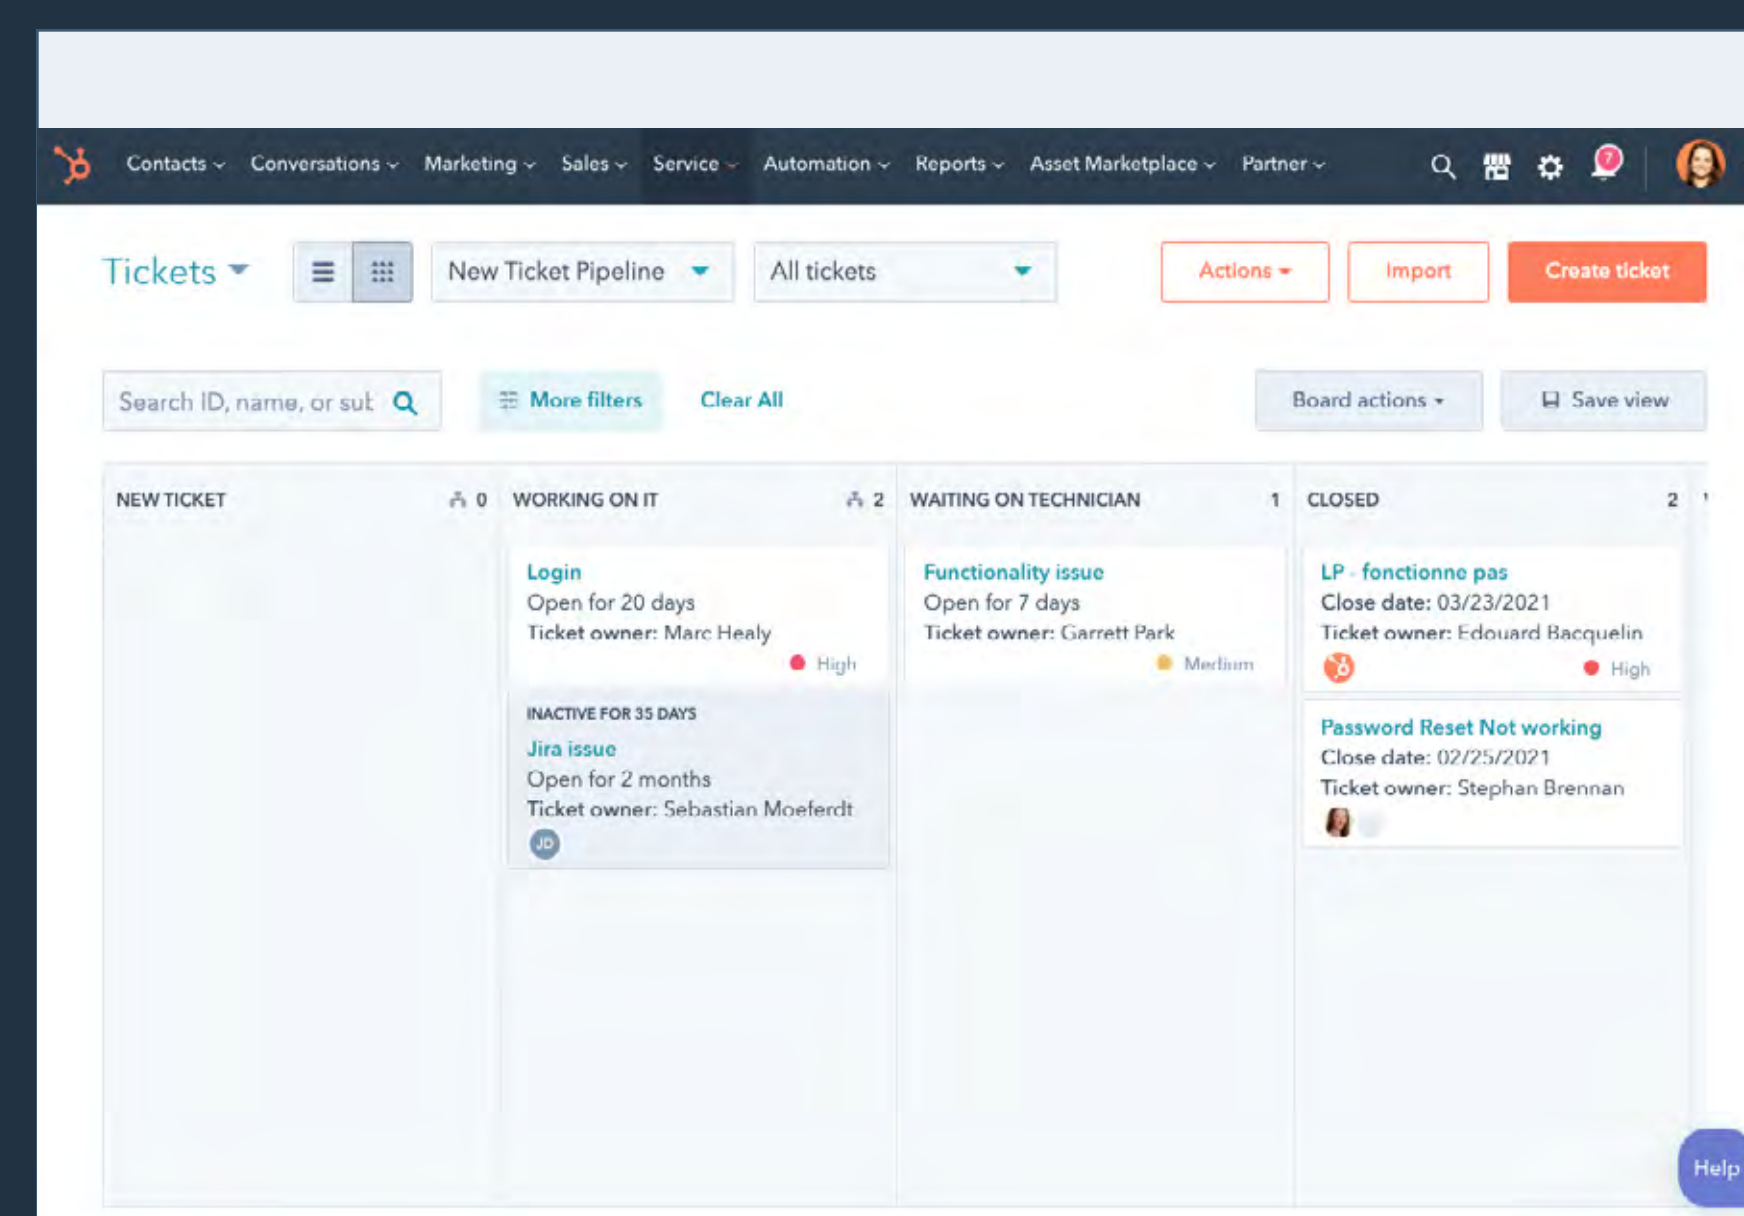 Contacts Conversations Marketing Sales Service Automation Reports Asset Marketplace Partner 7
Tickets New Ticket Pipeline All tickets Actions Import Create ticket
Search ID, name, or sub More filters Clear All Board actions Save view
NEW TICKET 0 WORKING ON IT 2 WAITING ON TECHNICIAN 1 CLOSED 2
Login
Open for 20 days
Ticket owner: Marc Healy
High
INACTIVE FOR 35 DAYS
Jira issue
Open for 2 months
Ticket owner: Sebastian Moeferdt
JD
Functionality issue
Open for 7 days
Ticket owner: Garrett Park
Medium
LP - fonctionne pas
Close date: 03/23/2021
Ticket owner: Edouard Bacquelin
High
Password Reset Not working
Close date: 02/25/2021
Ticket owner: Stephan Brennan
Help